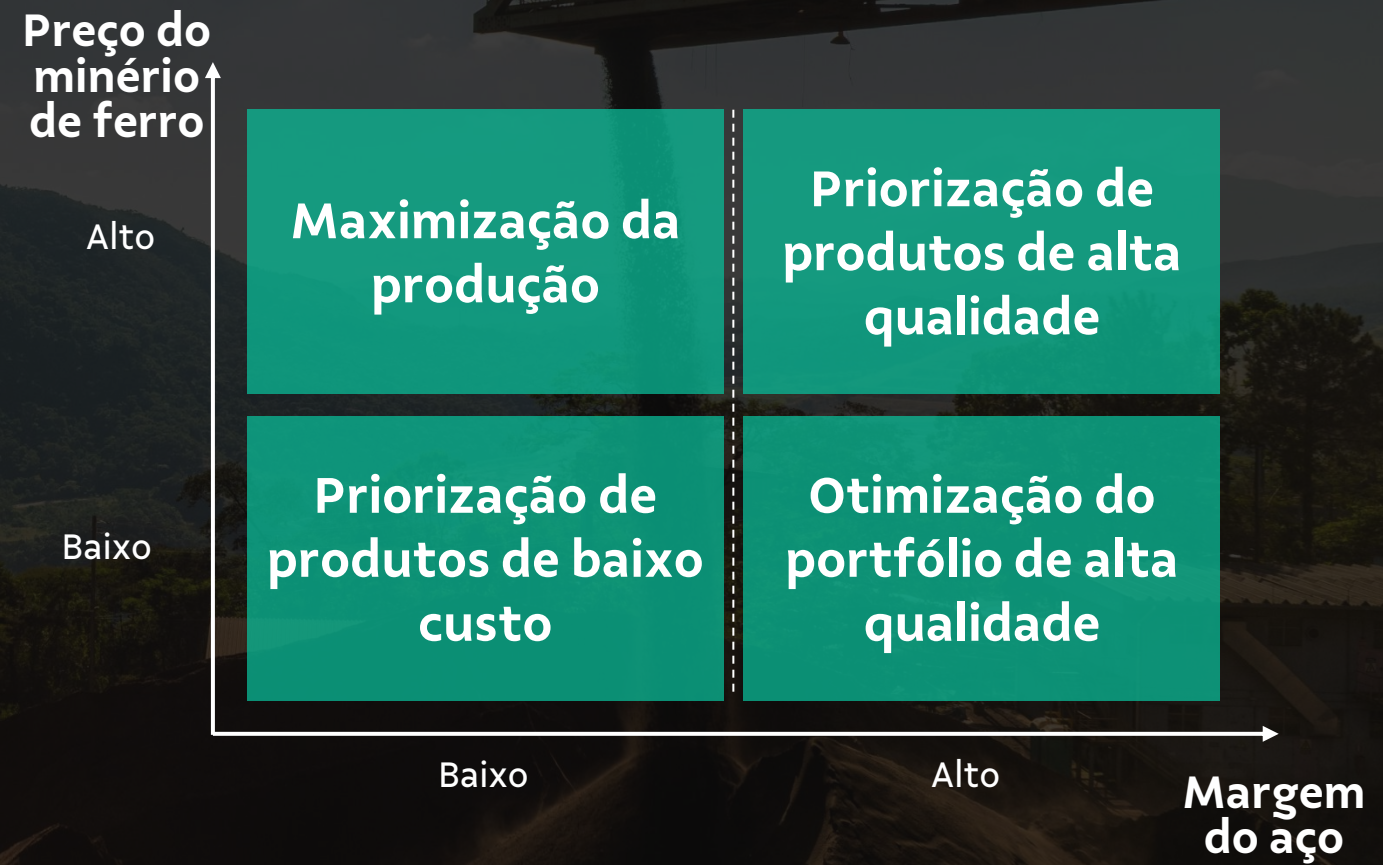 Preço do
minério
de ferro
Alto
Maximização da
produção
Priorização de
produtos de alta
qualidade
Baixo
Priorização de
produtos de baixo
custo
Otimização do
portfólio de alta
qualidade
Baixo
Alto
Margem
do aço